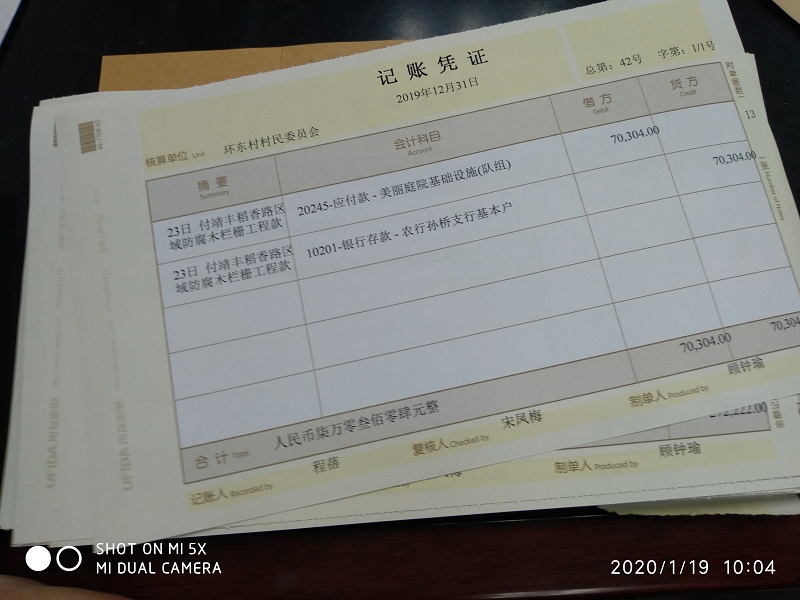 记账凭证
2019年12月31日
总第：42号 字第：1/1号
核算单位 Unit 环东村村民委员会
附单据数 13
摘要 Summary 会计科目 Account 借方 Debit 贷方 Credit
23日 付靖丰稻香路区
域防腐木栏栅工程款
20245-应付款 - 美丽庭院基础设施(队组) 70,304.00
23日 付靖丰稻香路区
域防腐木栏栅工程款
10201-银行存款 - 农行孙桥支行基本户 70,304.00
合计 Total 人民币柒万零叁佰零肆元整 70,304.00 70,304
记账人 Recorded by 程蓓 复核人 Checked by 宋凤梅 制单人 Produced by 顾钟瑜
制单人 Produced by 顾钟瑜
UFIDA
SHOT ON MI 5X
MI DUAL CAMERA
2020/1/19 10:04